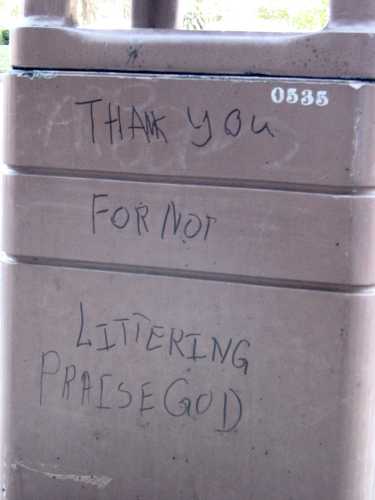 0535
THANK YOU
FOR NOT
LITTERING
PRAISE GOD